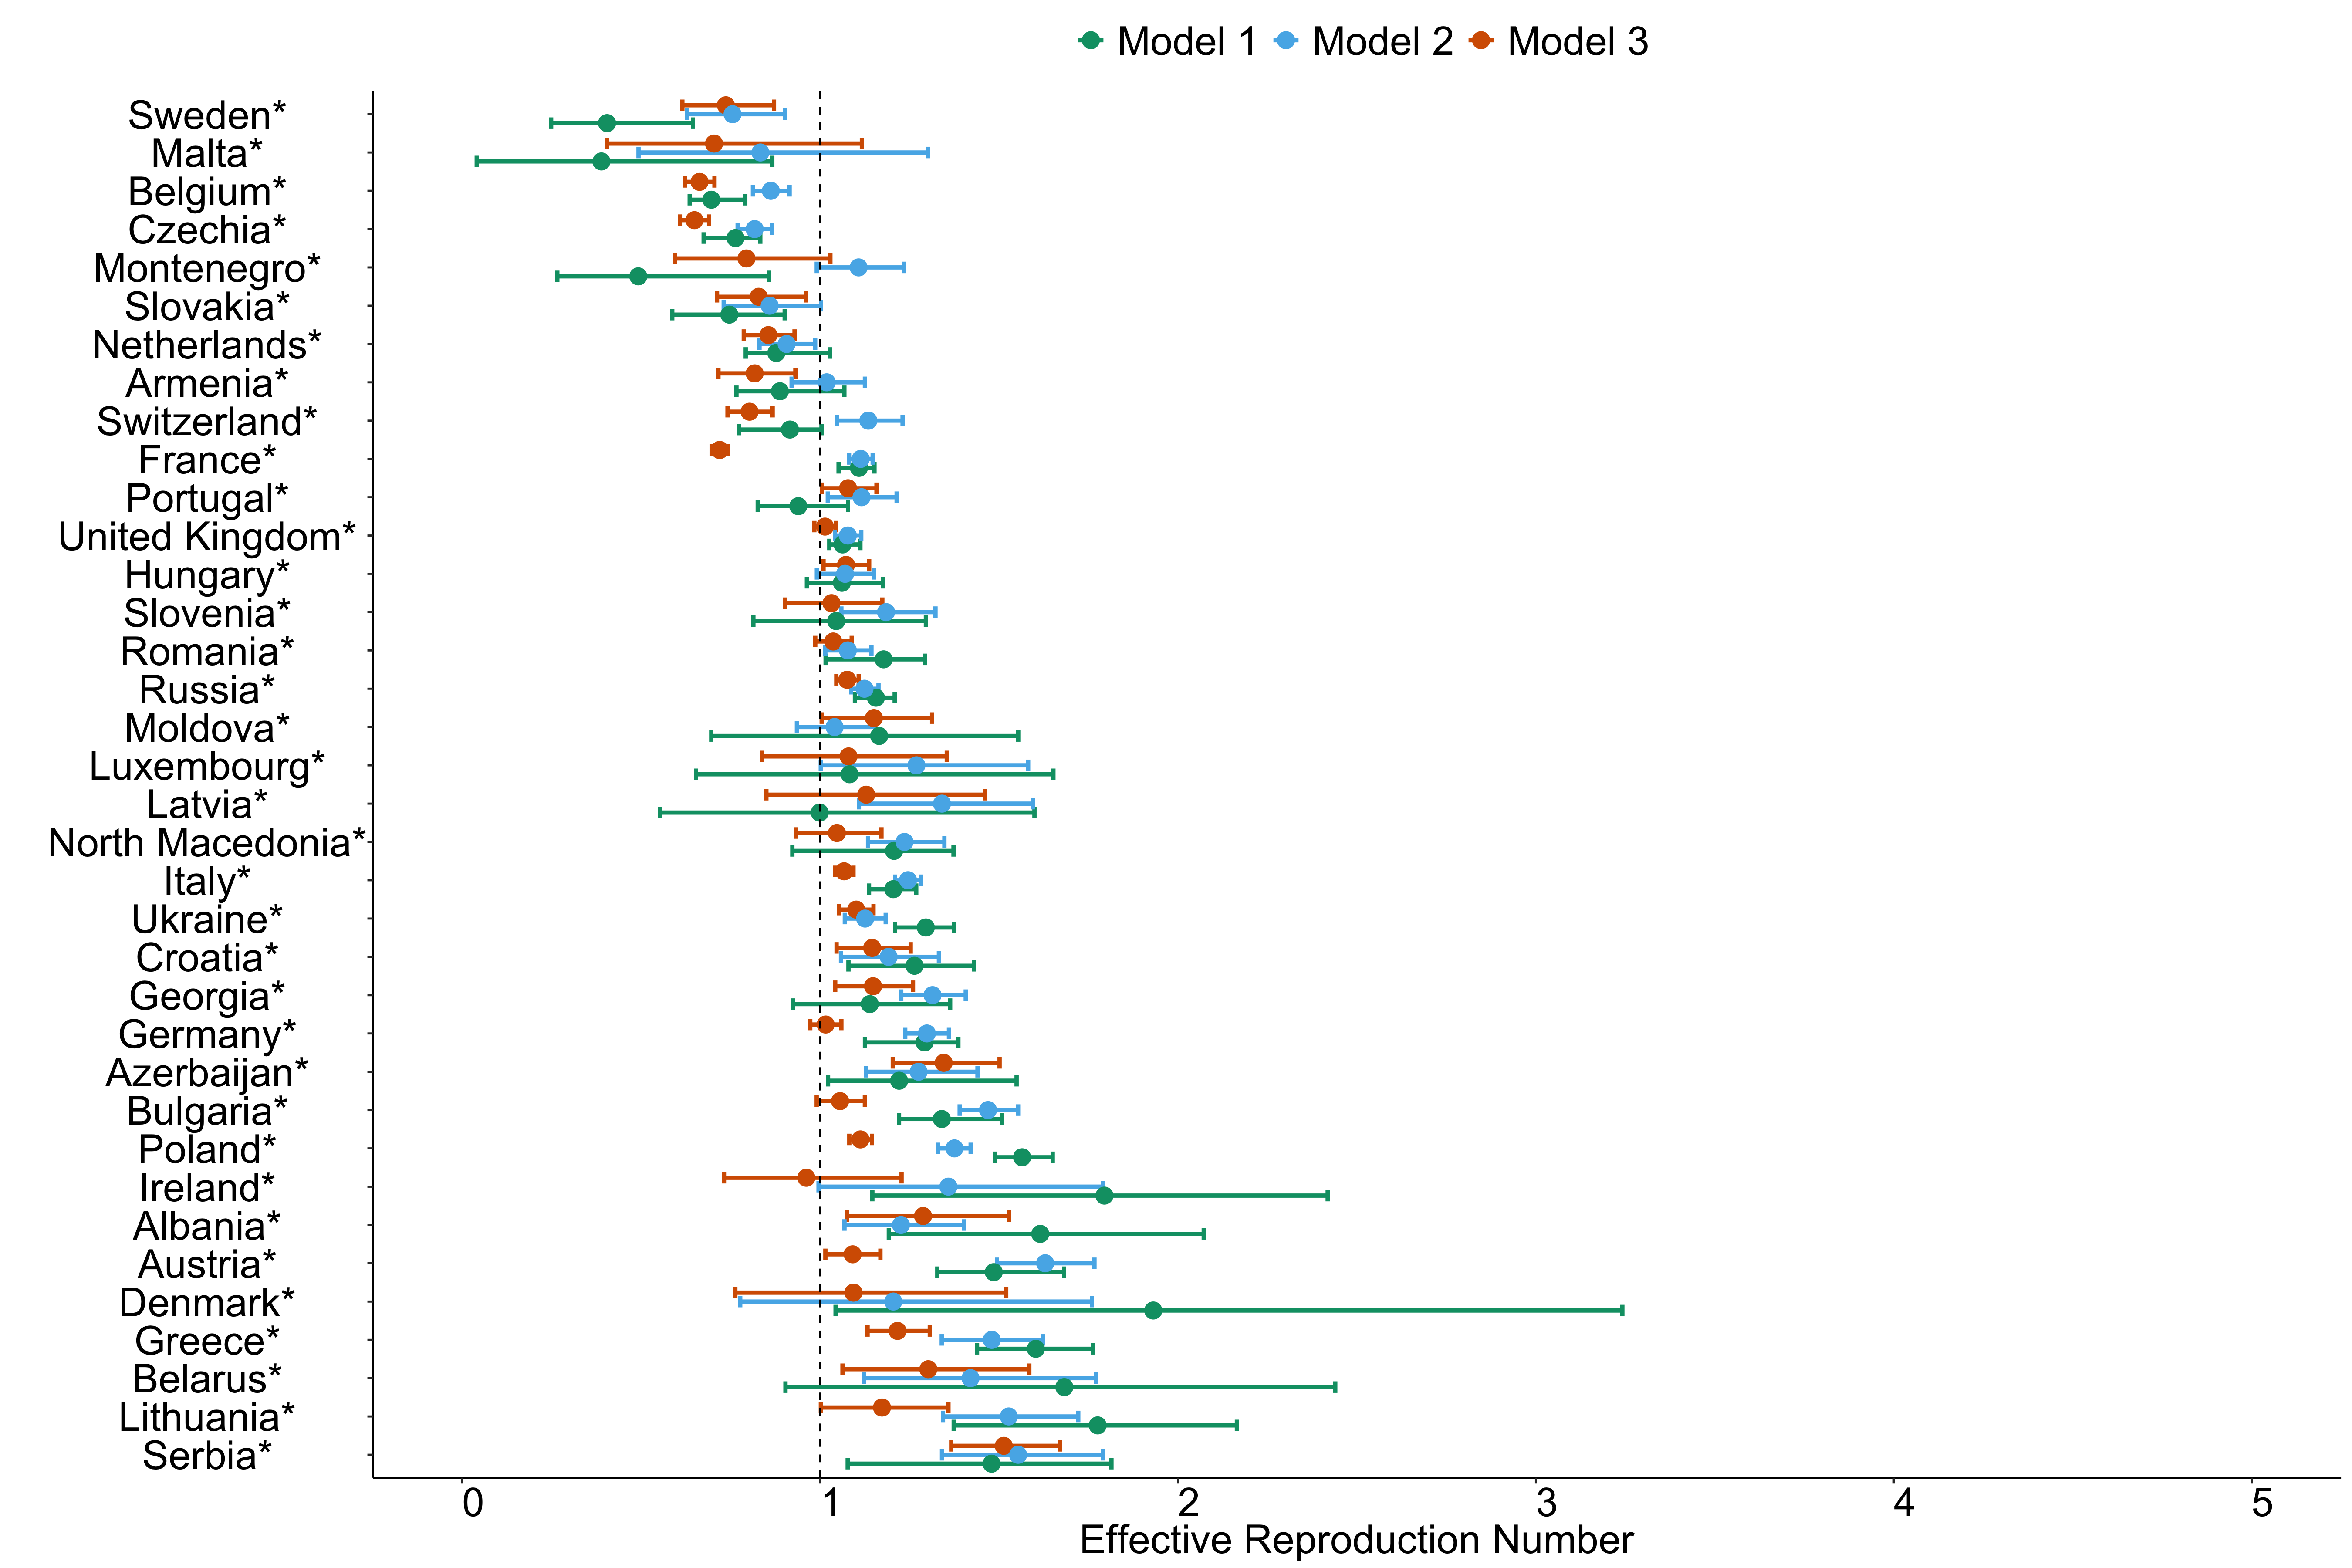 Model 1 Model 2 Model 3
Sweden*
Malta*
Belgium*
Czechia*
Montenegro*
Slovakia*
Netherlands*
Armenia*
Switzerland*
France*
Portugal*
United Kingdom*
Hungary*
Slovenia*
Romania*
Russia*
Moldova*
Luxembourg*
Latvia*
North Macedonia*
Italy*
Ukraine*
Croatia*
Georgia*
Germany*
Azerbaijan*
Bulgaria*
Poland*
Ireland*
Albania*
Austria*
Denmark*
Greece*
Belarus*
Lithuania*
Serbia*
0 1 2 3 4 5
Effective Reproduction Number